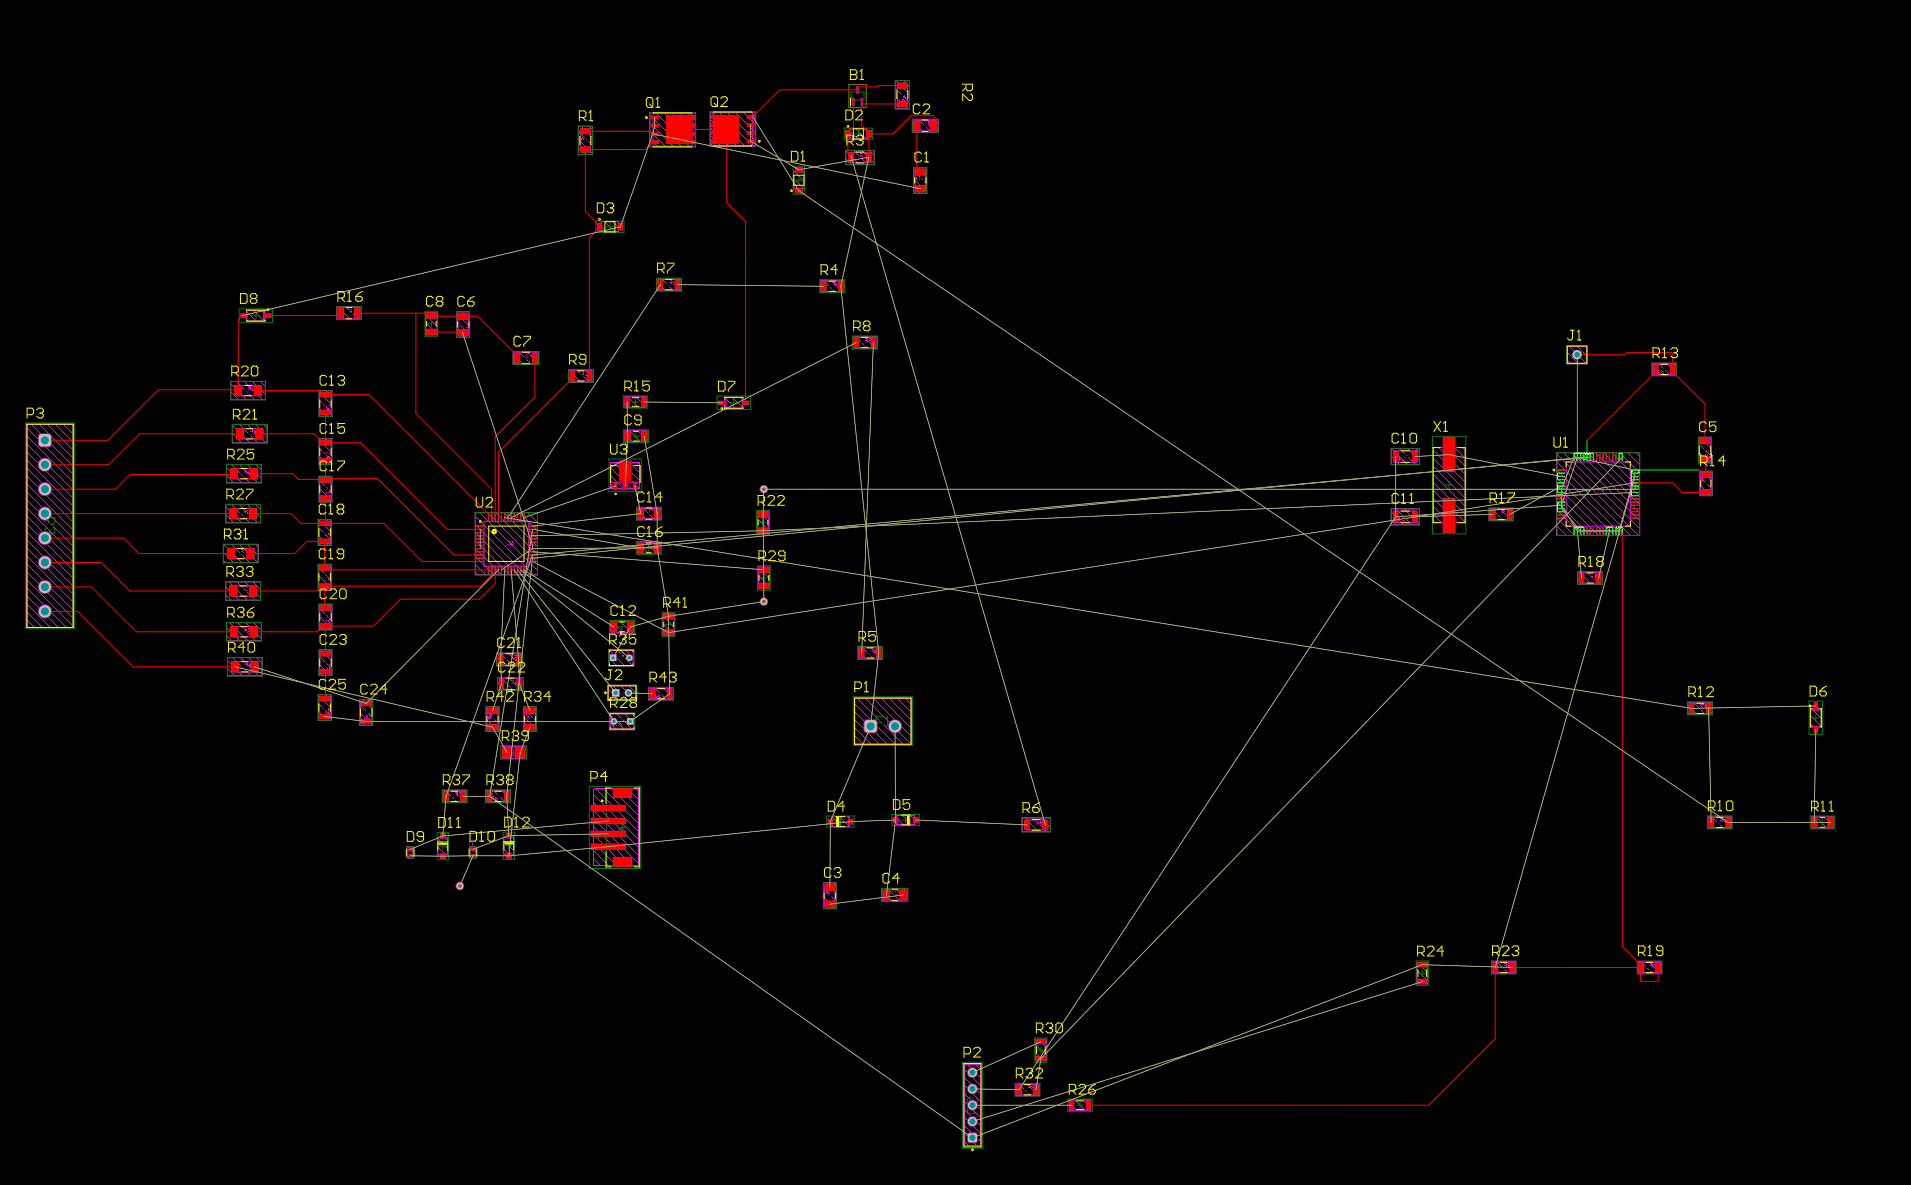 B1
R2
Q1
Q2
C2
R1
D2
R3
D1
C1
D3
R7
R4
D8
R16
C8
C6
R8
J1
C7
R9
R13
R20
C13
R15
D7
P3
R21
C15
C9
X1
C5
U3
C10
U1
R25
C17
R14
R27
C18
U2
C14
R22
C11
R17
R31
C19
C16
R29
R18
R33
C20
C12
R41
R36
C23
C21
R35
R5
R40
C22
J2
R43
P1
C25
C24
R42
R34
R28
R12
D6
R39
R37
R38
P4
D4
D5
R6
R10
R11
D9
D11
D10
D12
C3
C4
R24
R23
R19
R30
P2
R32
R26